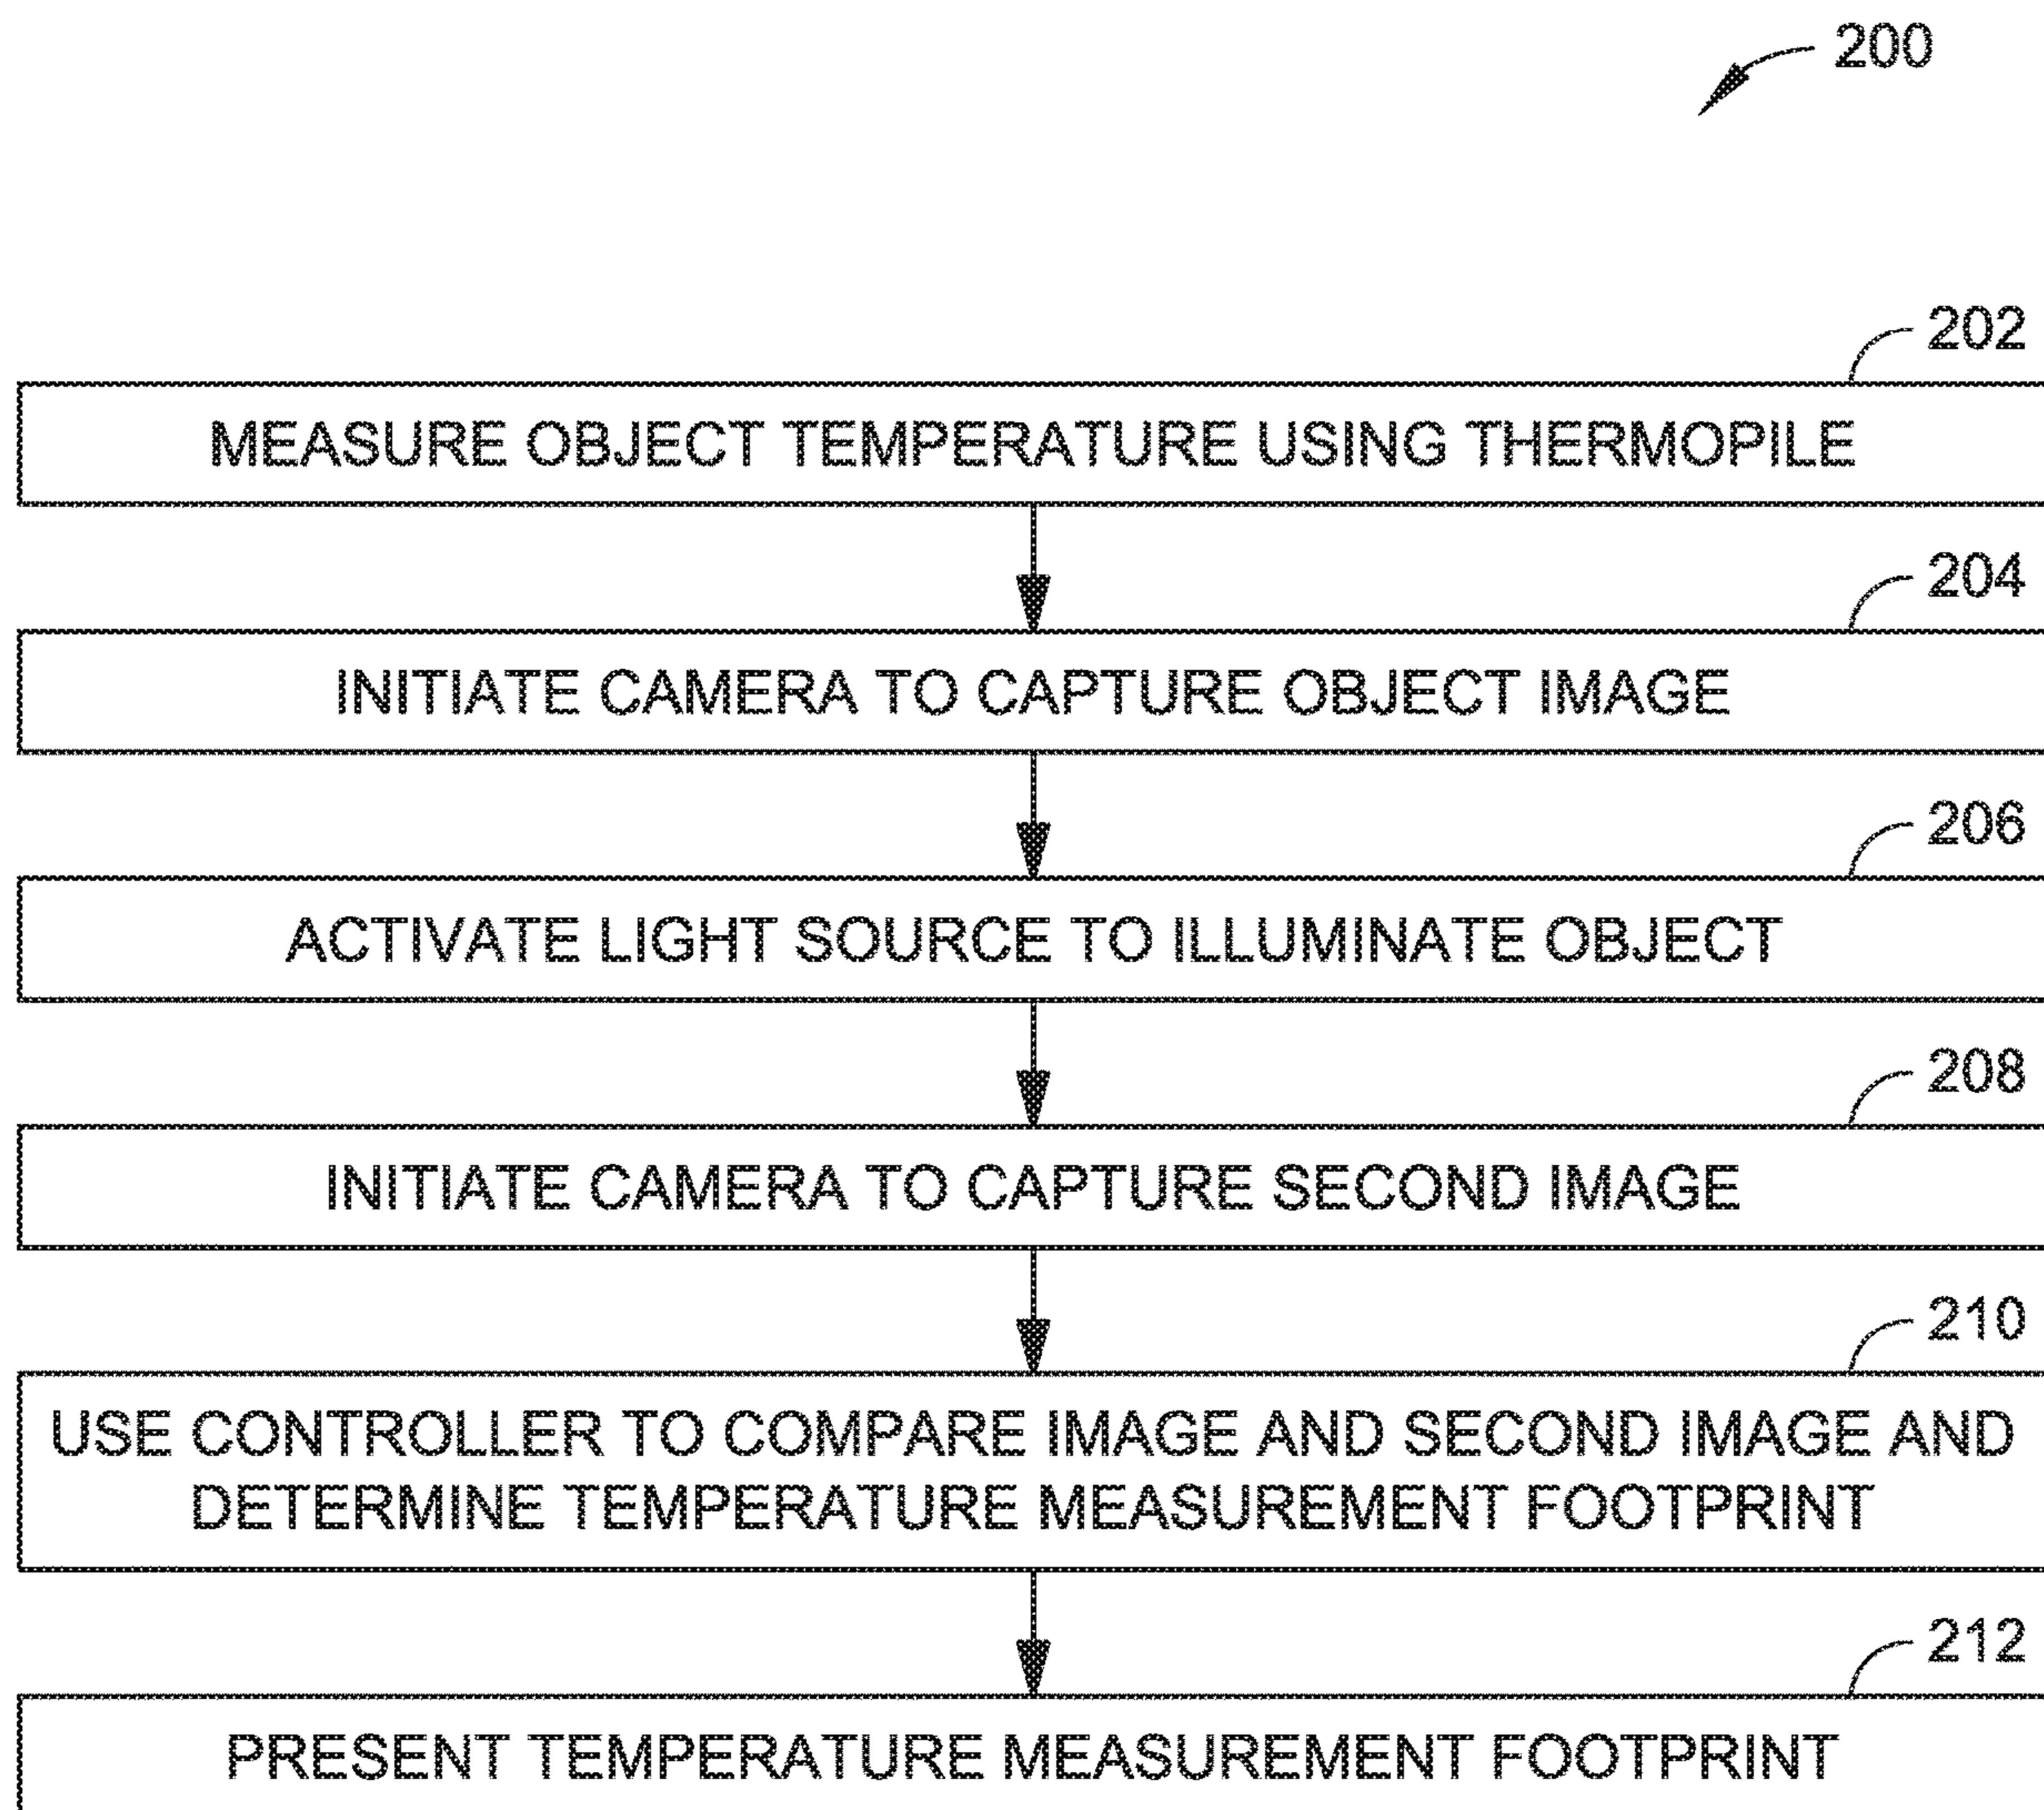 200
202
MEASURE OBJECT TEMPERATURE USING THERMOPILE
204
INITIATE CAMERA TO CAPTURE OBJECT IMAGE
206
ACTIVATE LIGHT SOURCE TO ILLUMINATE OBJECT
208
INITIATE CAMERA TO CAPTURE SECOND IMAGE
210
USE CONTROLLER TO COMPARE IMAGE AND SECOND IMAGE AND
DETERMINE TEMPERATURE MEASUREMENT FOOTPRINT
212
PRESENT TEMPERATURE MEASUREMENT FOOTPRINT